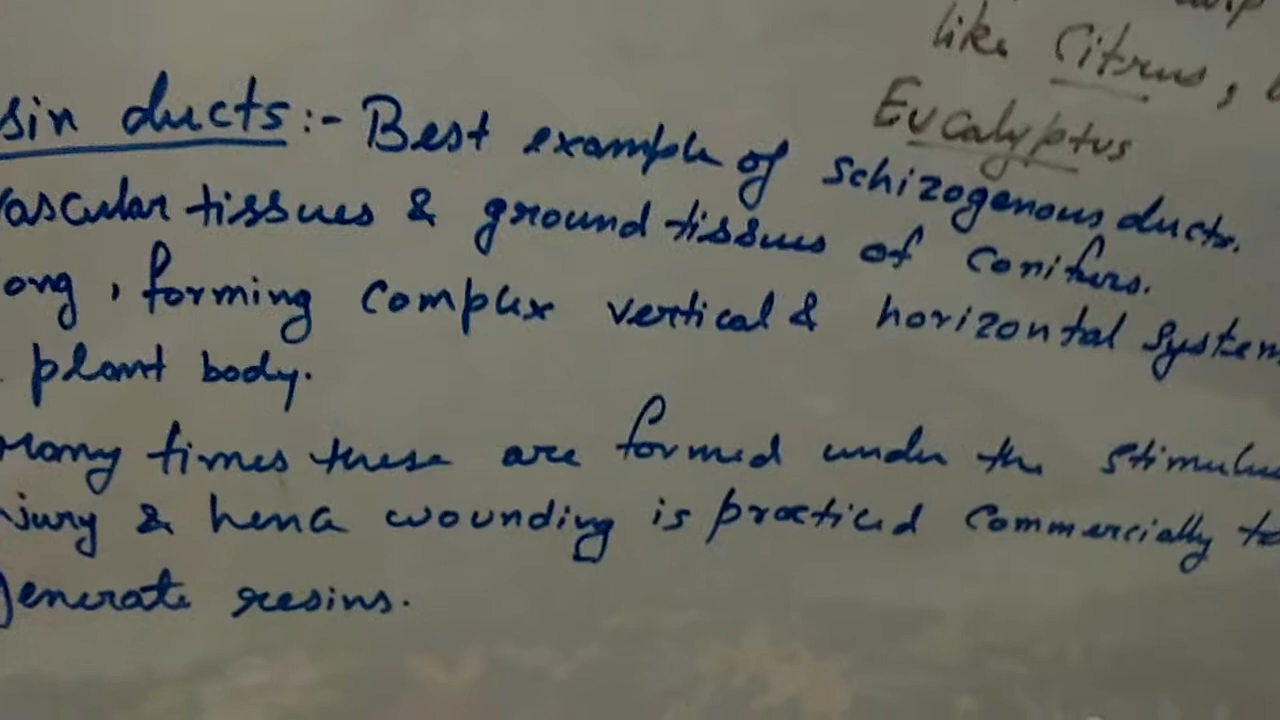 like Citrus,
Eucalyptus
sin ducts:- Best example of schizogenous ducts.
vascular tissues & ground tissues of conifers.
ong, forming complex vertical & horizontal system
plant body.
Many times these are formed under the stimulus
njury & hence wounding is practiced commercially to
generate resins.